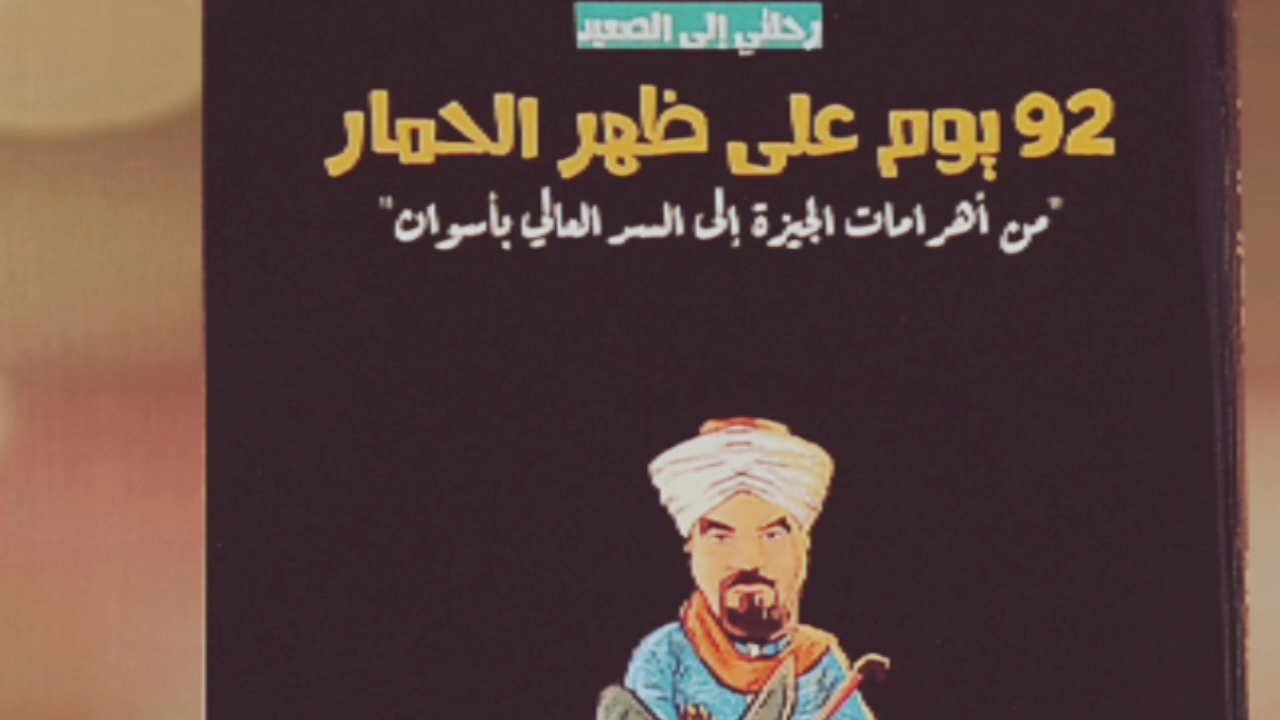 رحلتي إلى الصعيد
92 يوم على ظهر الحمار
"من أهرامات الجيزة إلى السد العالي بأسوان"